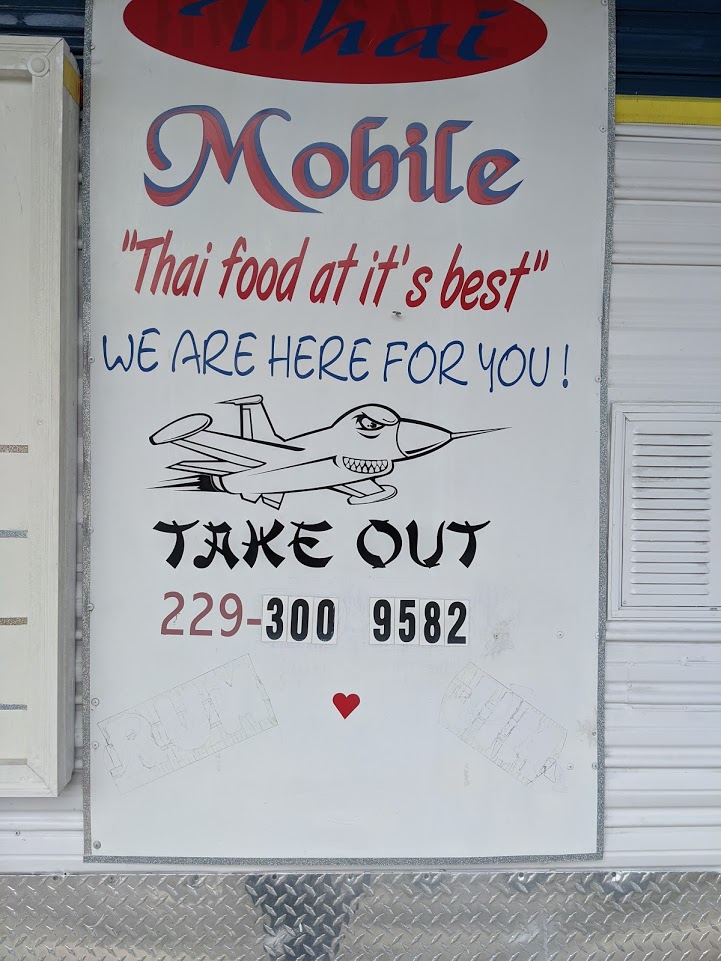 Thai
Mobile
"Thai food at it's best"
WE ARE HERE FOR YOU!
TAKE OUT
229-300 9582